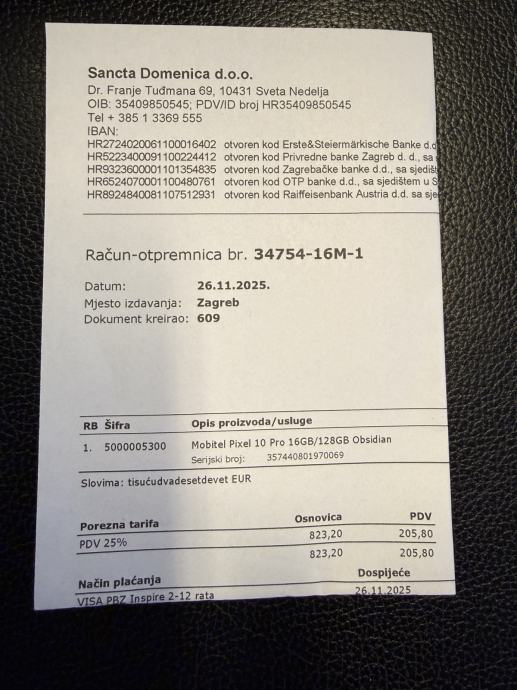 Sancta Domenica d.o.o.
Dr. Franje Tuđmana 69, 10431 Sveta Nedelja
OIB: 35409850545; PDV/ID broj HR35409850545
Tel + 385 1 3369 555
IBAN:
HR2724020061100016402 otvoren kod Erste&Steiermärkische Banke d.d
HR5223400091100224412 otvoren kod Privredne banke Zagreb d. d., sa
HR9323600001101354835 otvoren kod Zagrebačke banke d.d., sa sjedišt
HR6524070001100480761 otvoren kod OTP banke d.d., sa sjedištem u S
HR8924840081107512931 otvoren kod Raiffeisenbank Austria d.d. sa sje
Račun-otpremnica br. 34754-16M-1
Datum: 26.11.2025.
Mjesto izdavanja: Zagreb
Dokument kreirao: 609
RB Šifra Opis proizvoda/usluge
1. 5000005300 Mobitel Pixel 10 Pro 16GB/128GB Obsidian
Serijski broj: 357440801970069
Slovima: tisućudvadesetdevet EUR
Porezna tarifa Osnovica PDV
PDV 25% 823,20 205,80
823,20 205,80
Način plaćanja Dospijeće
VISA PBZ Inspire 2-12 rata 26.11.2025